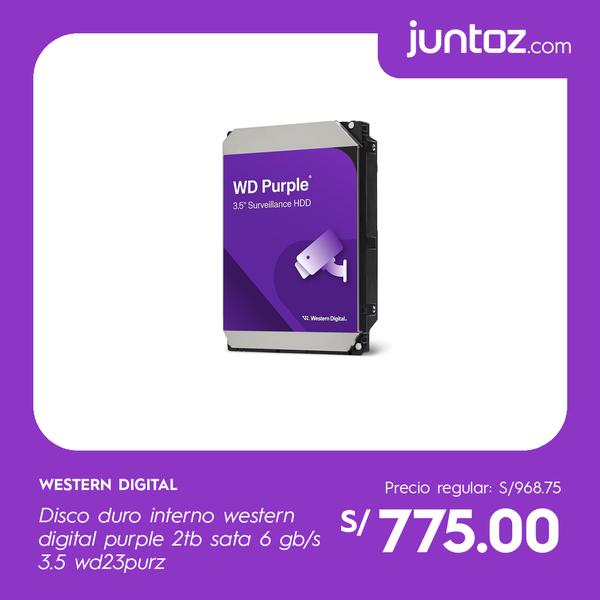 juntoz.com
WD Purple®
3.5" Surveillance HDD
Western Digital.
WESTERN DIGITAL
Disco duro interno western
digital purple 2tb sata 6 gb/s
3.5 wd23purz
Precio regular: S/968.75
S/ 775.00